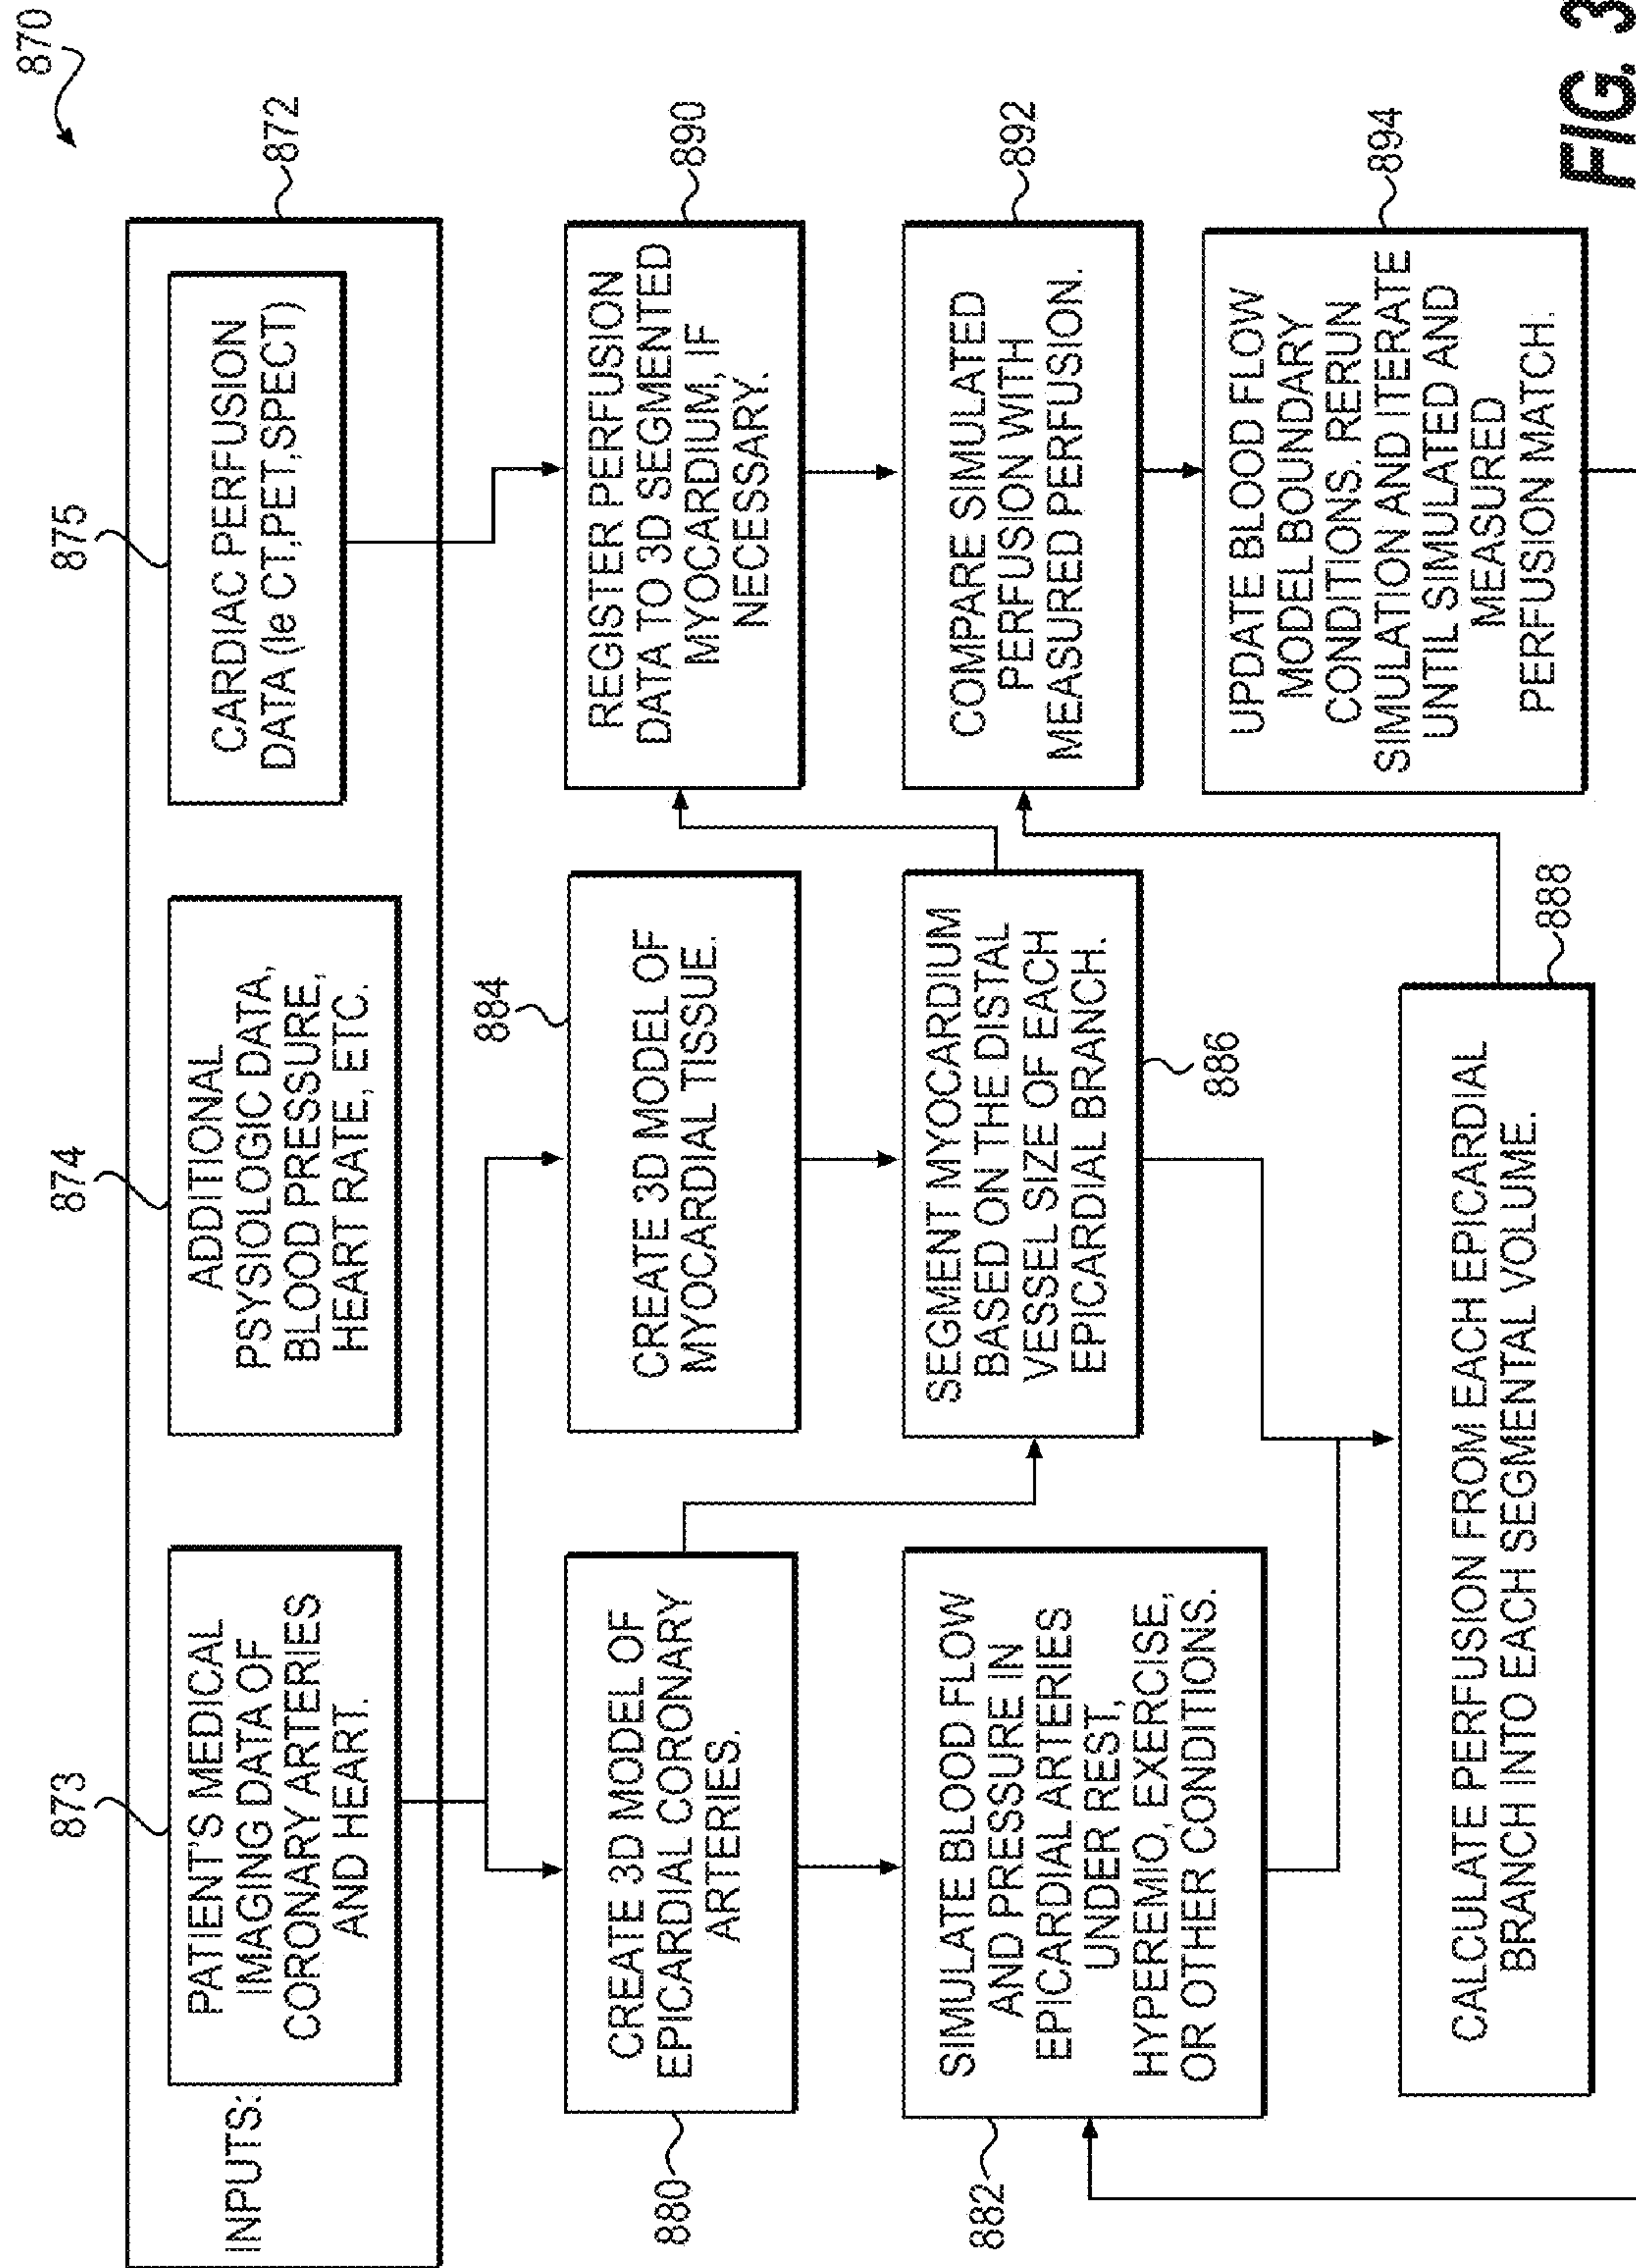 870
872
INPUTS:
873
PATIENT'S MEDICAL
IMAGING DATA OF
CORONARY ARTERIES
AND HEART.
874
ADDITIONAL
PSYSIOLOGIC DATA,
BLOOD PRESSURE,
HEART RATE, ETC.
875
CARDIAC PERFUSION
DATA (Ie CT,PET,SPECT)
880
CREATE 3D MODEL OF
EPICARDIAL CORONARY
ARTERIES.
884
CREATE 3D MODEL OF
MYOCARDIAL TISSUE.
890
REGISTER PERFUSION
DATA TO 3D SEGMENTED
MYOCARDIUM, IF
NECESSARY.
882
SIMULATE BLOOD FLOW
AND PRESSURE IN
EPICARDIAL ARTERIES
UNDER REST,
HYPEREMIO, EXERCISE,
OR OTHER CONDITIONS.
886
SEGMENT MYOCARDIUM
BASED ON THE DISTAL
VESSEL SIZE OF EACH
EPICARDIAL BRANCH.
892
COMPARE SIMULATED
PERFUSION WITH
MEASURED PERFUSION.
888
CALCULATE PERFUSION FROM EACH EPICARDIAL
BRANCH INTO EACH SEGMENTAL VOLUME.
894
UPDATE BLOOD FLOW
MODEL BOUNDARY
CONDITIONS. RERUN
SIMULATION AND ITERATE
UNTIL SIMULATED AND
MEASURED
PERFUSION MATCH.
FIG. 3